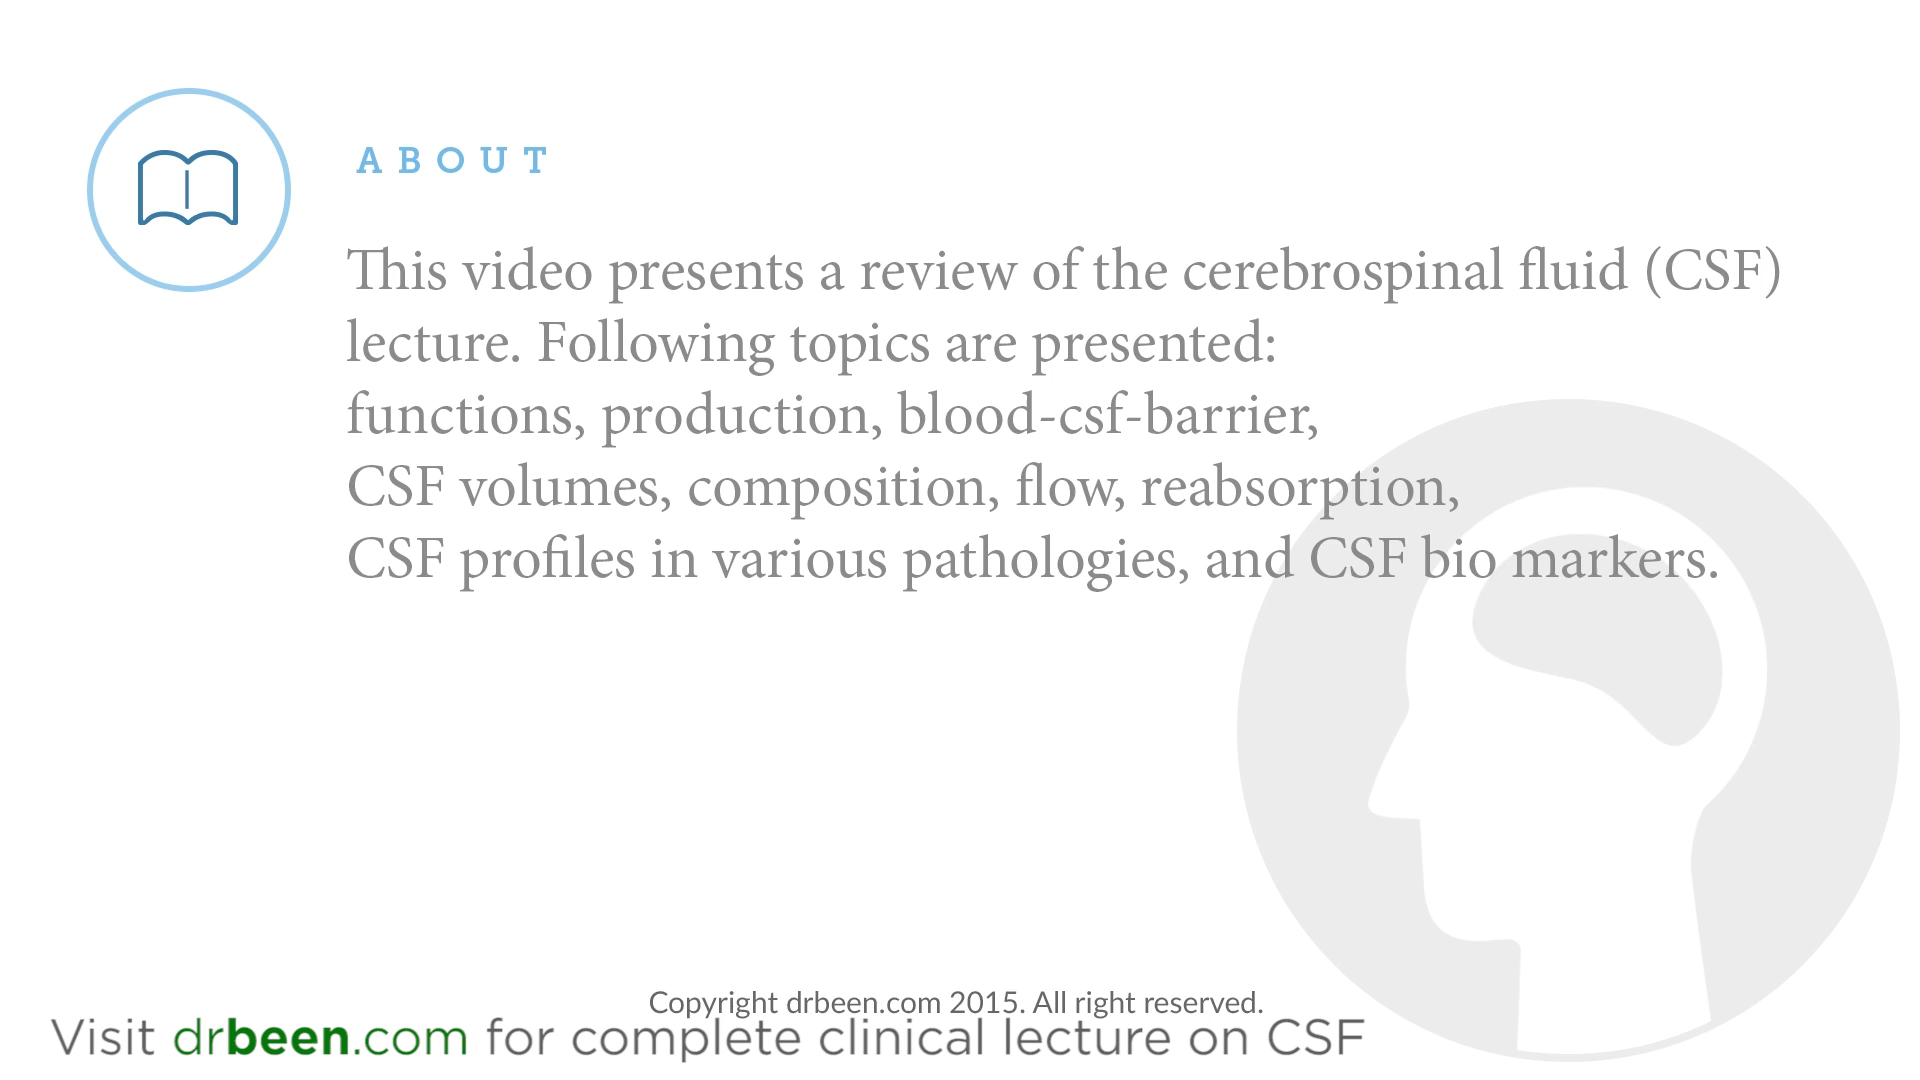 ABOUT
This video presents a review of the cerebrospinal fluid (CSF)
lecture. Following topics are presented:
functions, production, blood-csf-barrier,
CSF volumes, composition, flow, reabsorption,
CSF profiles in various pathologies, and CSF bio markers.
Copyright drbeen.com 2015. All right reserved.
Visit drbeen.com for complete clinical lecture on CSF